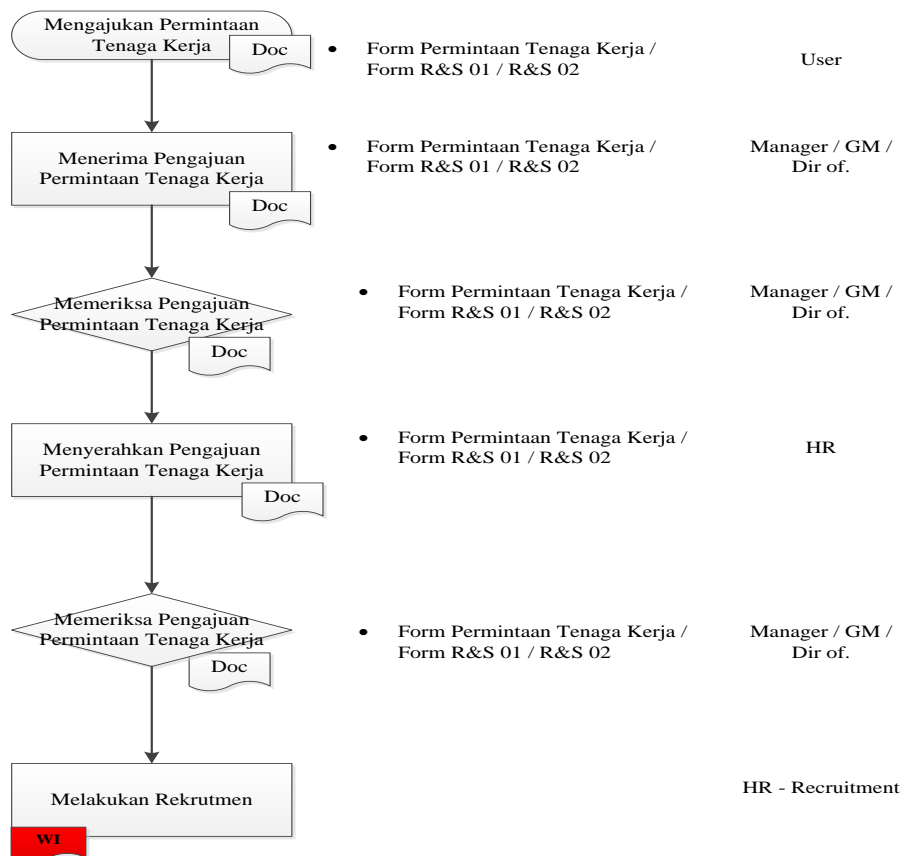 Mengajukan Permintaan
Tenaga Kerja
Doc
• Form Permintaan Tenaga Kerja /
Form R&S 01 / R&S 02
User
Menerima Pengajuan
Permintaan Tenaga Kerja
Doc
• Form Permintaan Tenaga Kerja /
Form R&S 01 / R&S 02
Manager / GM /
Dir of.
Memeriksa Pengajuan
Permintaan Tenaga Kerja
Doc
• Form Permintaan Tenaga Kerja /
Form R&S 01 / R&S 02
Manager / GM /
Dir of.
Menyerahkan Pengajuan
Permintaan Tenaga Kerja
Doc
• Form Permintaan Tenaga Kerja /
Form R&S 01 / R&S 02
HR
Memeriksa Pengajuan
Permintaan Tenaga Kerja
Doc
• Form Permintaan Tenaga Kerja /
Form R&S 01 / R&S 02
Manager / GM /
Dir of.
Melakukan Rekrutmen
WI
HR - Recruitment